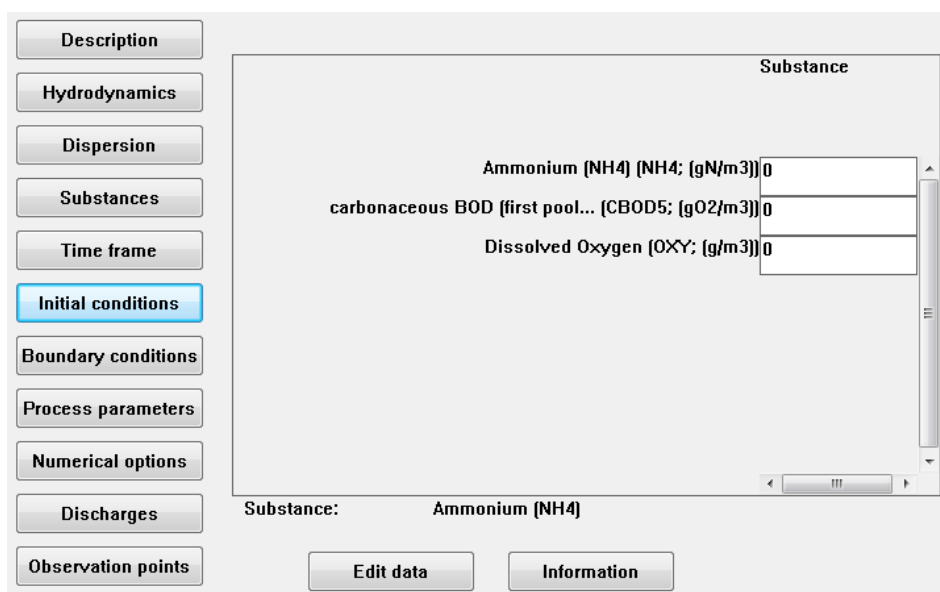 Description
Hydrodynamics
Dispersion
Substances
Time frame
Initial conditions
Boundary conditions
Process parameters
Numerical options
Discharges
Observation points
Substance
Ammonium (NH4) (NH4; (gN/m3)) 0
carbonaceous BOD (first pool... (CBOD5; (gO2/m3)) 0
Dissolved Oxygen (OXY; (g/m3)) 0
Substance: Ammonium (NH4)
Edit data Information